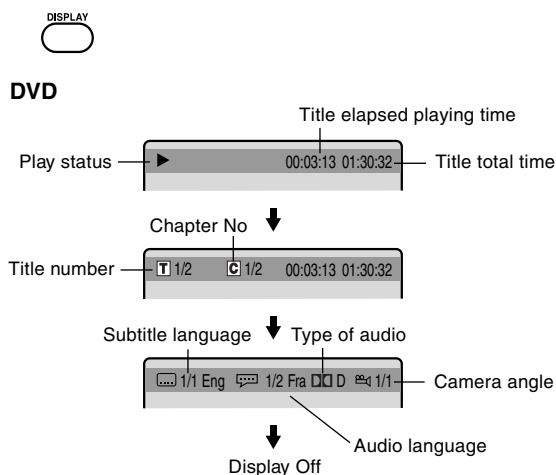 DISPLAY
DVD
Title elapsed playing time
Play status
00:03:13 01:30:32
Title total time
Chapter No
Title number
T 1/2 C 1/2 00:03:13 01:30:32
Subtitle language
Type of audio
1/1 Eng 1/2 Fra D 1/1
Camera angle
Audio language
Display Off